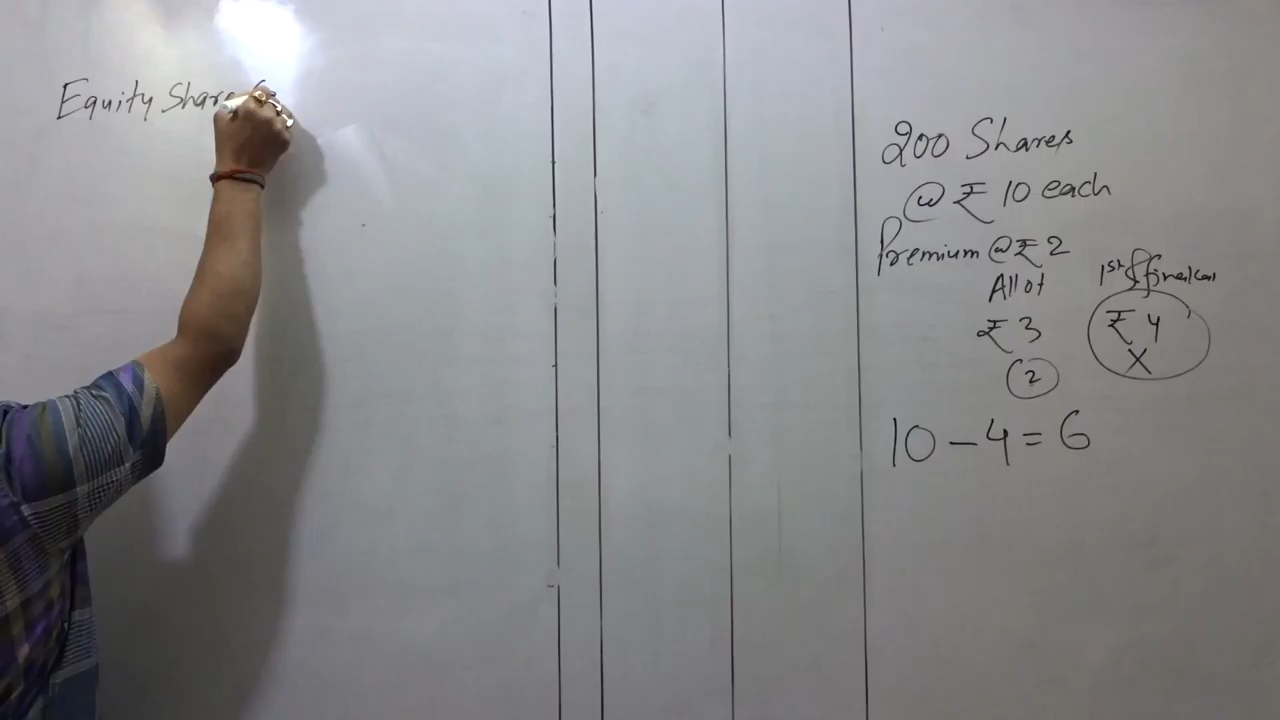 Equity Share
200 Shares
@ ₹ 10 each
Premium @ ₹ 2
Allot
1st & final call
₹ 3
₹ 4
X
2
10 - 4 = 6